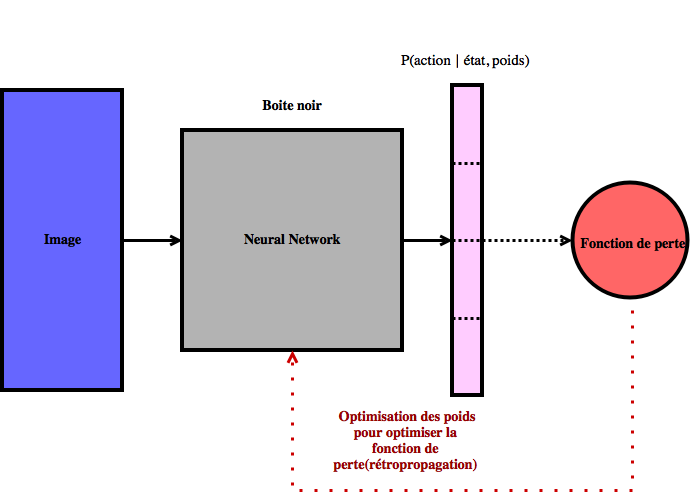 P(action | état, poids)
Boite noir
Image
Neural Network
Fonction de perte
Optimisation des poids
pour optimiser la
fonction de
perte(rétropropagation)